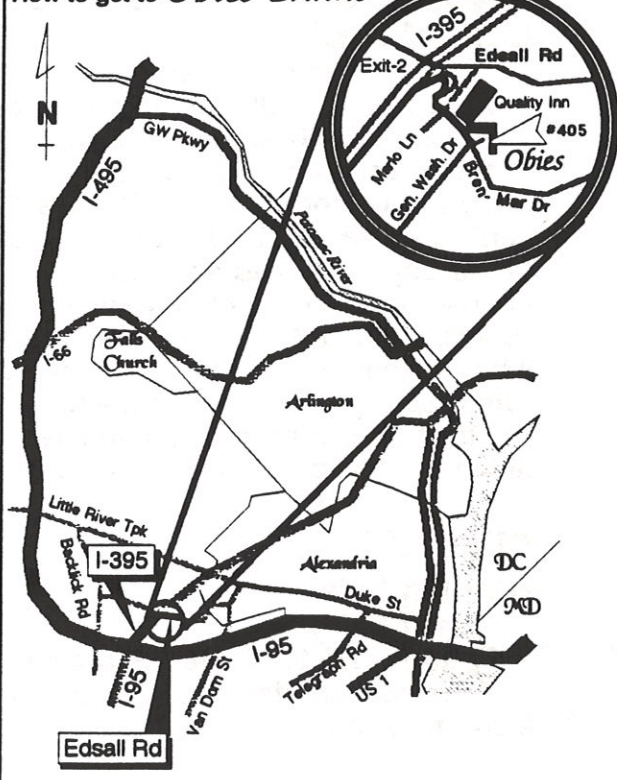 How to get to Obies
I-395
Edsall Rd
Exit-2
Quality Inn
#405
Obies
Marlo Ln
Gen. Wash. Dr
Bren
Mar Dr
N
GW Pkwy
I-495
Potomac River
I-66
Falls
Church
Arlington
Little River Tpk
Backlick Rd
I-395
Alexandria
Duke St
DC
MD
I-95
I-95
Van Dorn St
Telegraph Rd
US 1
Edsall Rd